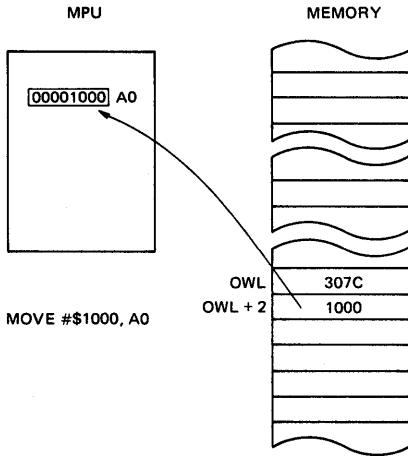 MPU
MEMORY
00001000 A0
OWL 307C
OWL + 2 1000
MOVE #$1000, A0